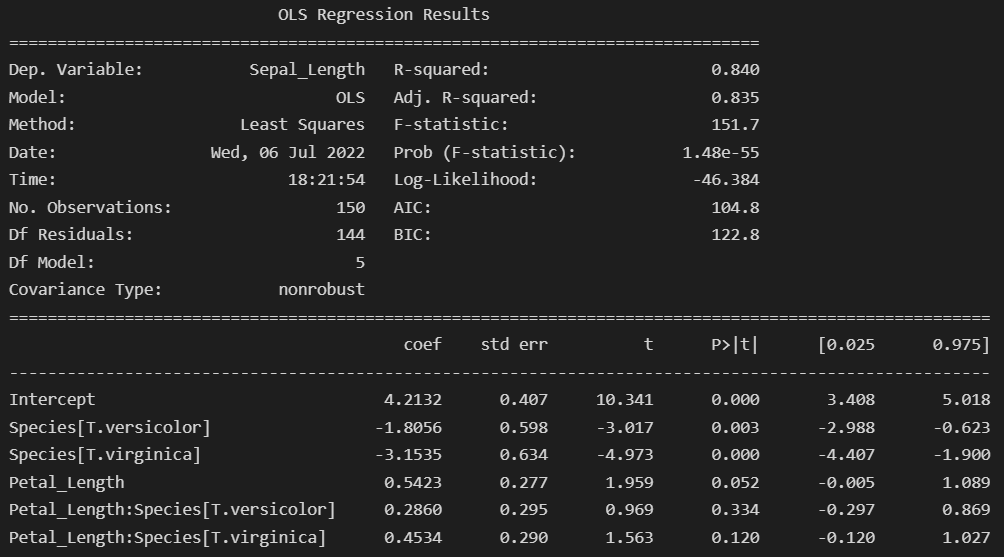 OLS Regression Results
==============================================================================
Dep. Variable: Sepal_Length R-squared: 0.840
Model: OLS Adj. R-squared: 0.835
Method: Least Squares F-statistic: 151.7
Date: Wed, 06 Jul 2022 Prob (F-statistic): 1.48e-55
Time: 18:21:54 Log-Likelihood: -46.384
No. Observations: 150 AIC: 104.8
Df Residuals: 144 BIC: 122.8
Df Model: 5
Covariance Type: nonrobust
======================================================================================================
coef std err t P>|t| [0.025 0.975]
------------------------------------------------------------------------------------------------------
Intercept 4.2132 0.407 10.341 0.000 3.408 5.018
Species[T.versicolor] -1.8056 0.598 -3.017 0.003 -2.988 -0.623
Species[T.virginica] -3.1535 0.634 -4.973 0.000 -4.407 -1.900
Petal_Length 0.5423 0.277 1.959 0.052 -0.005 1.089
Petal_Length:Species[T.versicolor] 0.2860 0.295 0.969 0.334 -0.297 0.869
Petal_Length:Species[T.virginica] 0.4534 0.290 1.563 0.120 -0.120 1.027